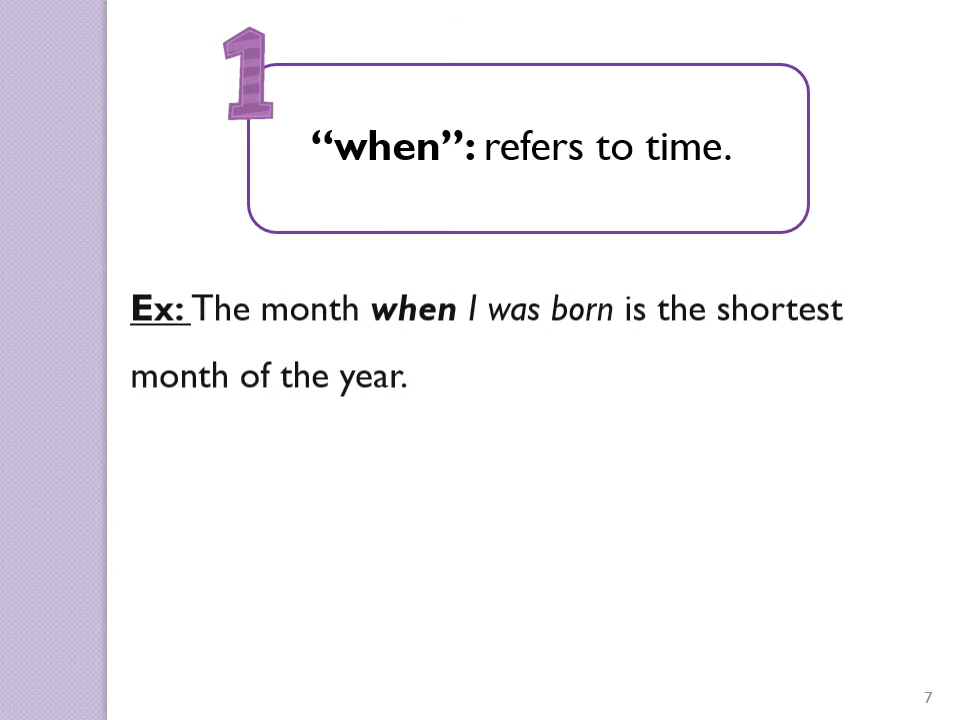 1
“when”: refers to time.
Ex: The month when I was born is the shortest
month of the year.
7